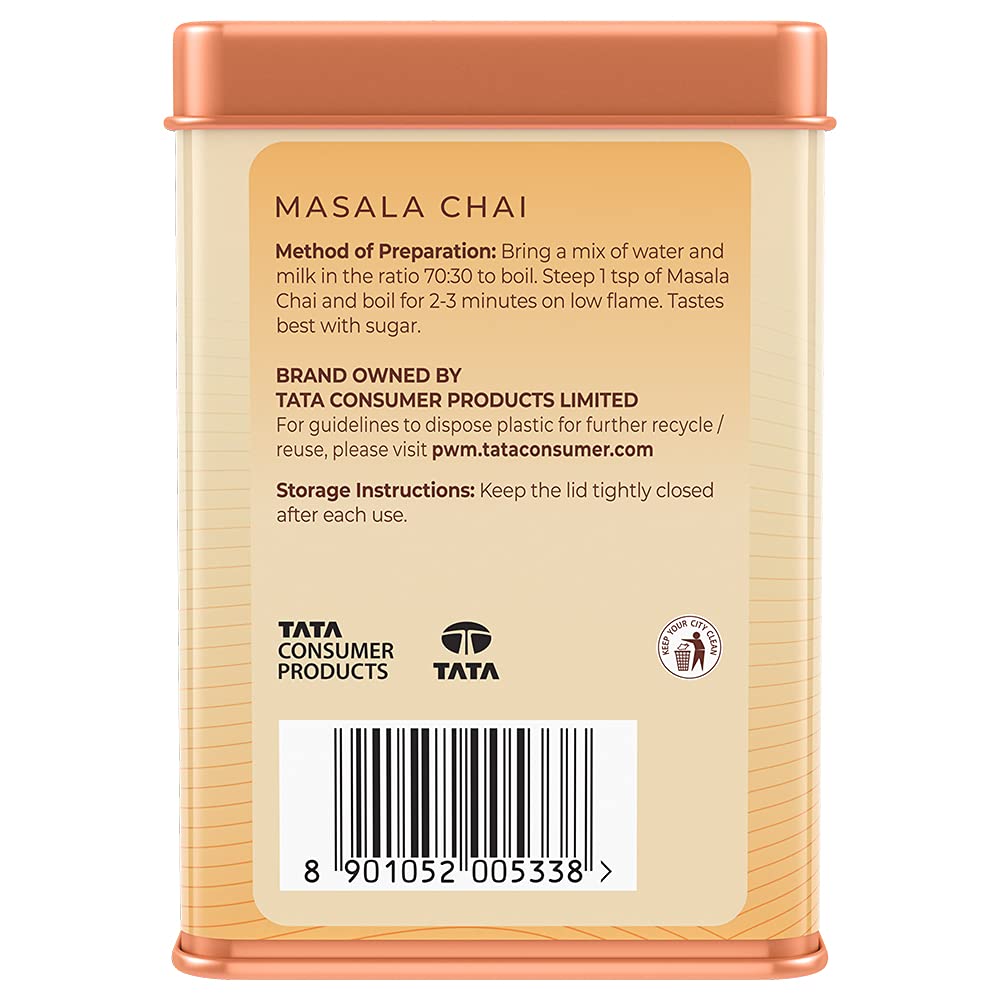 MASALA CHAI
Method of Preparation: Bring a mix of water and
milk in the ratio 70:30 to boil. Steep 1 tsp of Masala
Chai and boil for 2-3 minutes on low flame. Tastes
best with sugar.
BRAND OWNED BY
TATA CONSUMER PRODUCTS LIMITED
For guidelines to dispose plastic for further recycle /
reuse, please visit pwm.tataconsumer.com
Storage Instructions: Keep the lid tightly closed
after each use.
TATA
CONSUMER
PRODUCTS
TATA
KEEP YOUR CITY CLEAN
8 901052 005338 >